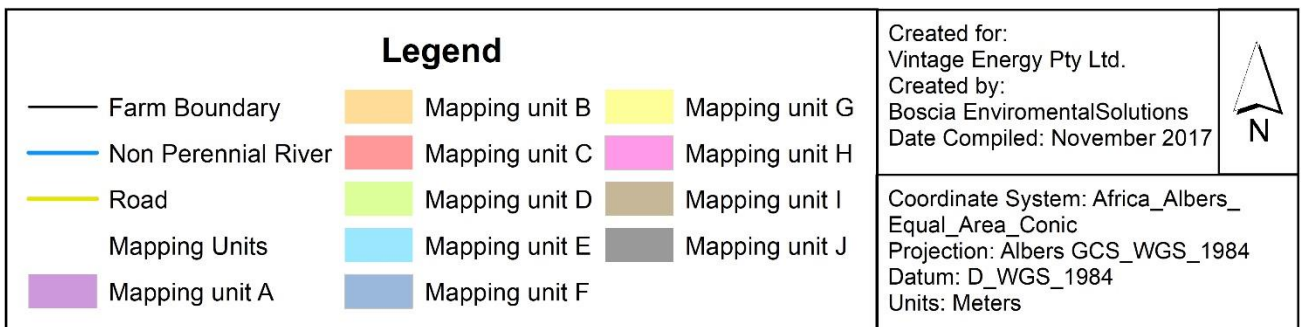 Legend
Farm Boundary
Non Perennial River
Road
Mapping Units
Mapping unit A
Mapping unit B
Mapping unit C
Mapping unit D
Mapping unit E
Mapping unit F
Mapping unit G
Mapping unit H
Mapping unit I
Mapping unit J
Created for:
Vintage Energy Pty Ltd.
Created by:
Boscia EnviromentalSolutions
Date Compiled: November 2017
N
Coordinate System: Africa_Albers_
Equal_Area_Conic
Projection: Albers GCS_WGS_1984
Datum: D_WGS_1984
Units: Meters